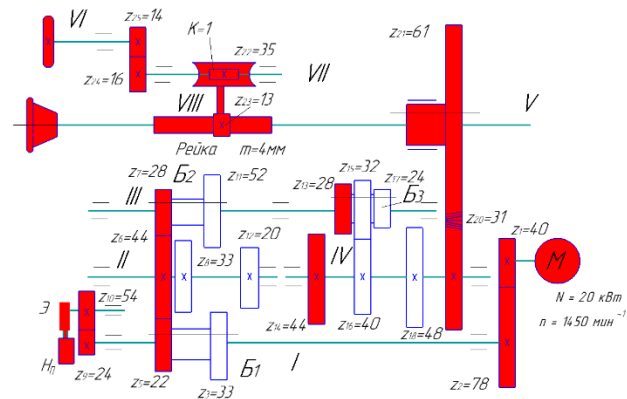 VI
z₂₅=14
K=1
z₂₂=35
z₂₁=61
z₂₄=16
VII
VIII
z₂₃=13
V
Рейка m=4мм
z₇=28
Б2
z₁₁=52
z₁₃=28
z₁₅=32
z₁₇=24
III
Б3
z₂₀=31
z₁=40
z₆=44
z₈=33
z₁₂=20
II
IV
М
N = 20 кВт
n = 1450 мин⁻¹
z₁₀=54
Э
z₁₄=44
z₁₆=40
z₁₈=48
Нп
z₉=24
z₅=22
z₃=33
Б1
I
z₂=78